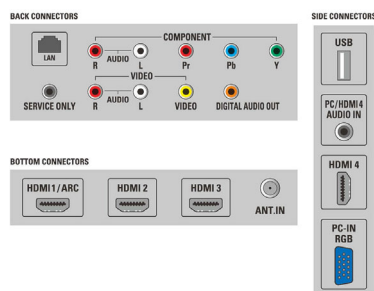 BACK CONNECTORS
LAN
COMPONENT
R AUDIO L Pr Pb Y
VIDEO
SERVICE ONLY R AUDIO L VIDEO DIGITAL AUDIO OUT
BOTTOM CONNECTORS
HDMI1/ARC HDMI 2 HDMI 3
ANT.IN
SIDE CONNECTORS
USB
PC/HDMI4
AUDIO IN
HDMI 4
PC-IN
RGB